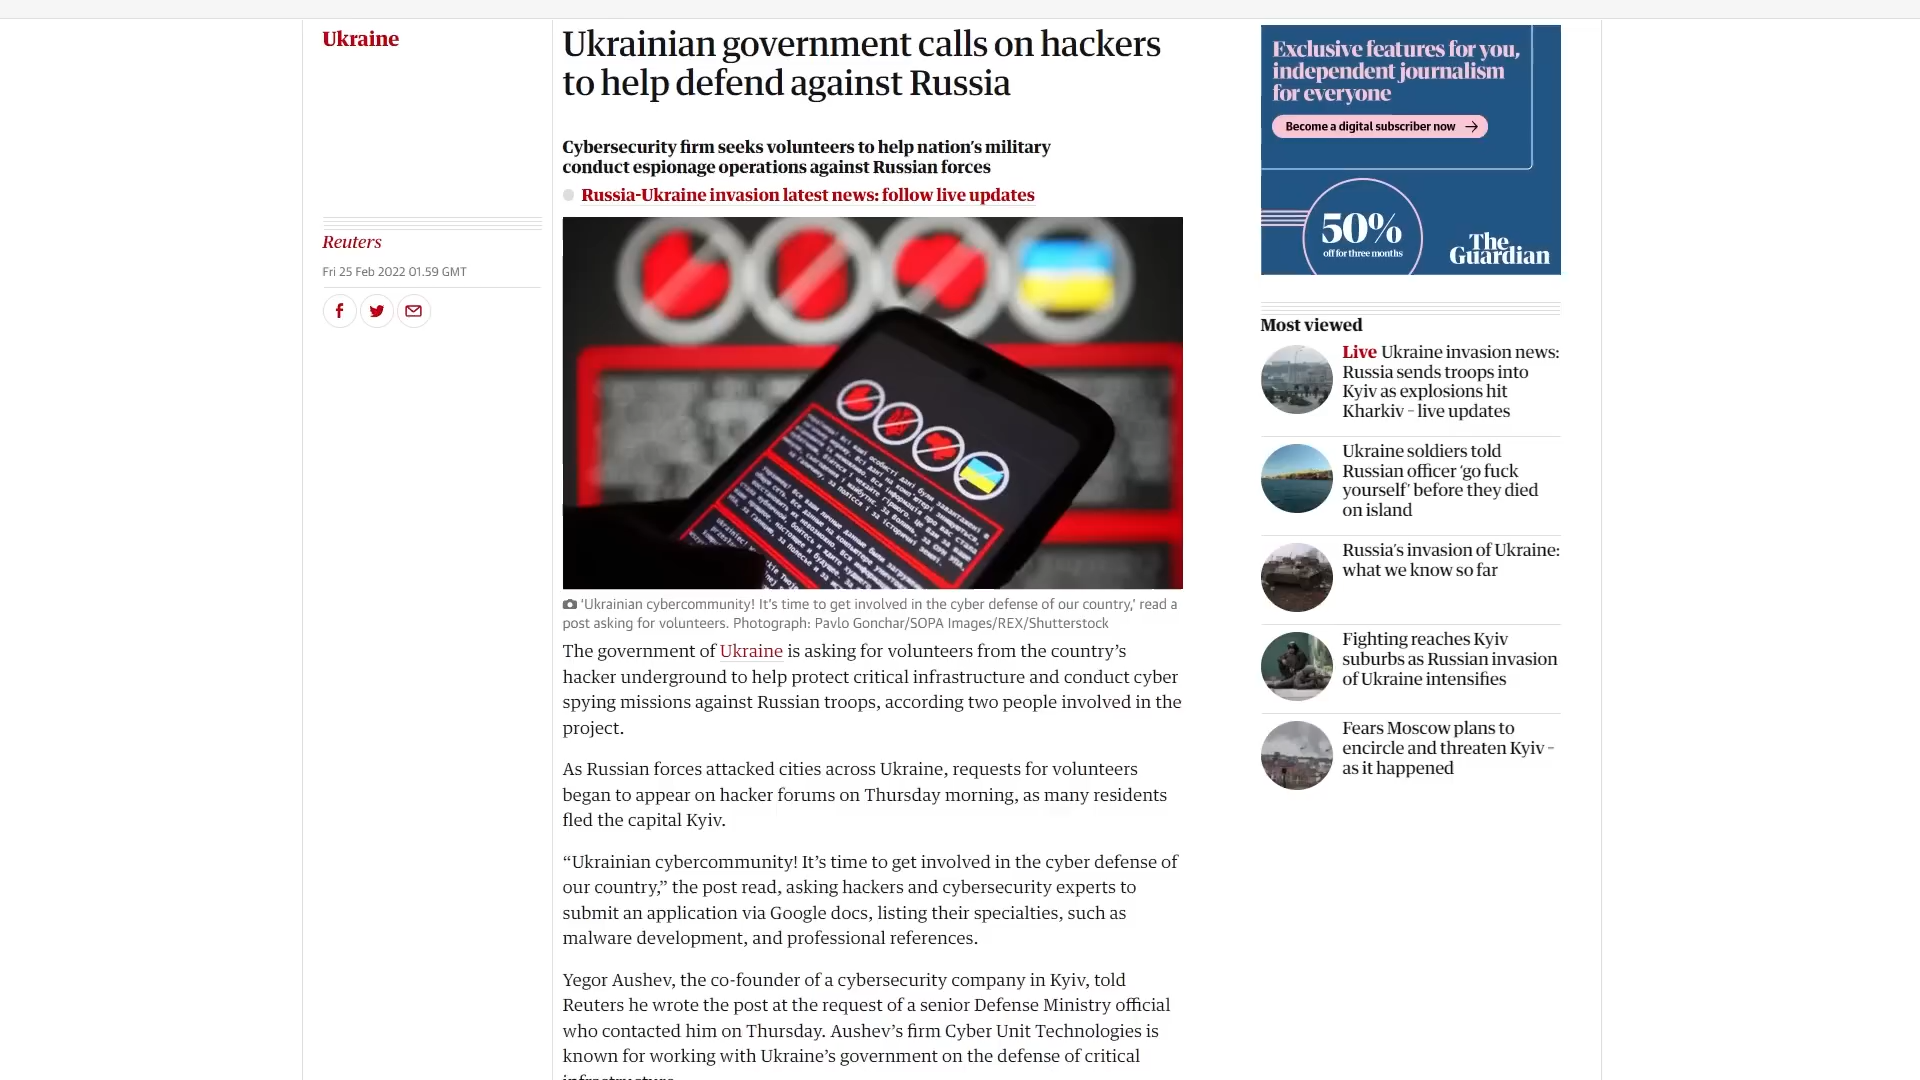 Ukraine
Ukrainian government calls on hackers
to help defend against Russia
Cybersecurity firm seeks volunteers to help nation’s military
conduct espionage operations against Russian forces
Russia-Ukraine invasion latest news: follow live updates
Reuters
Fri 25 Feb 2022 01.59 GMT
‘Ukrainian cybercommunity! It’s time to get involved in the cyber defense of our country,’ read a
post asking for volunteers. Photograph: Pavlo Gonchar/SOPA Images/REX/Shutterstock
The government of Ukraine is asking for volunteers from the country’s
hacker underground to help protect critical infrastructure and conduct cyber
spying missions against Russian troops, according two people involved in the
project.
As Russian forces attacked cities across Ukraine, requests for volunteers
began to appear on hacker forums on Thursday morning, as many residents
fled the capital Kyiv.
“Ukrainian cybercommunity! It’s time to get involved in the cyber defense of
our country,” the post read, asking hackers and cybersecurity experts to
submit an application via Google docs, listing their specialties, such as
malware development, and professional references.
Yegor Aushev, the co-founder of a cybersecurity company in Kyiv, told
Reuters he wrote the post at the request of a senior Defense Ministry official
who contacted him on Thursday. Aushev’s firm Cyber Unit Technologies is
known for working with Ukraine’s government on the defense of critical
infrastructure.
Exclusive features for you,
independent journalism
for everyone
Become a digital subscriber now
50%
off for three months
The
Guardian
Most viewed
Live Ukraine invasion news:
Russia sends troops into
Kyiv as explosions hit
Kharkiv – live updates
Ukraine soldiers told
Russian officer ‘go fuck
yourself’ before they died
on island
Russia’s invasion of Ukraine:
what we know so far
Fighting reaches Kyiv
suburbs as Russian invasion
of Ukraine intensifies
Fears Moscow plans to
encircle and threaten Kyiv –
as it happened